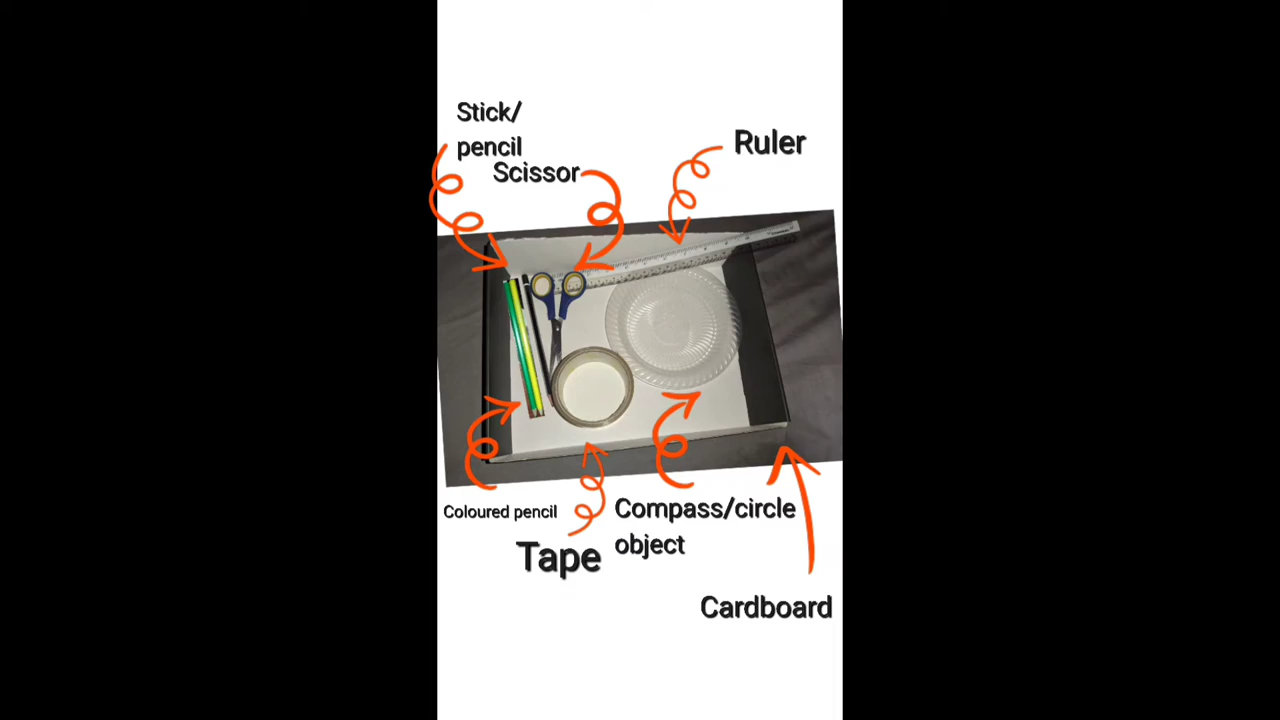 Stick/
pencil
Scissor
Ruler
Coloured pencil
Compass/circle
object
Tape
Cardboard